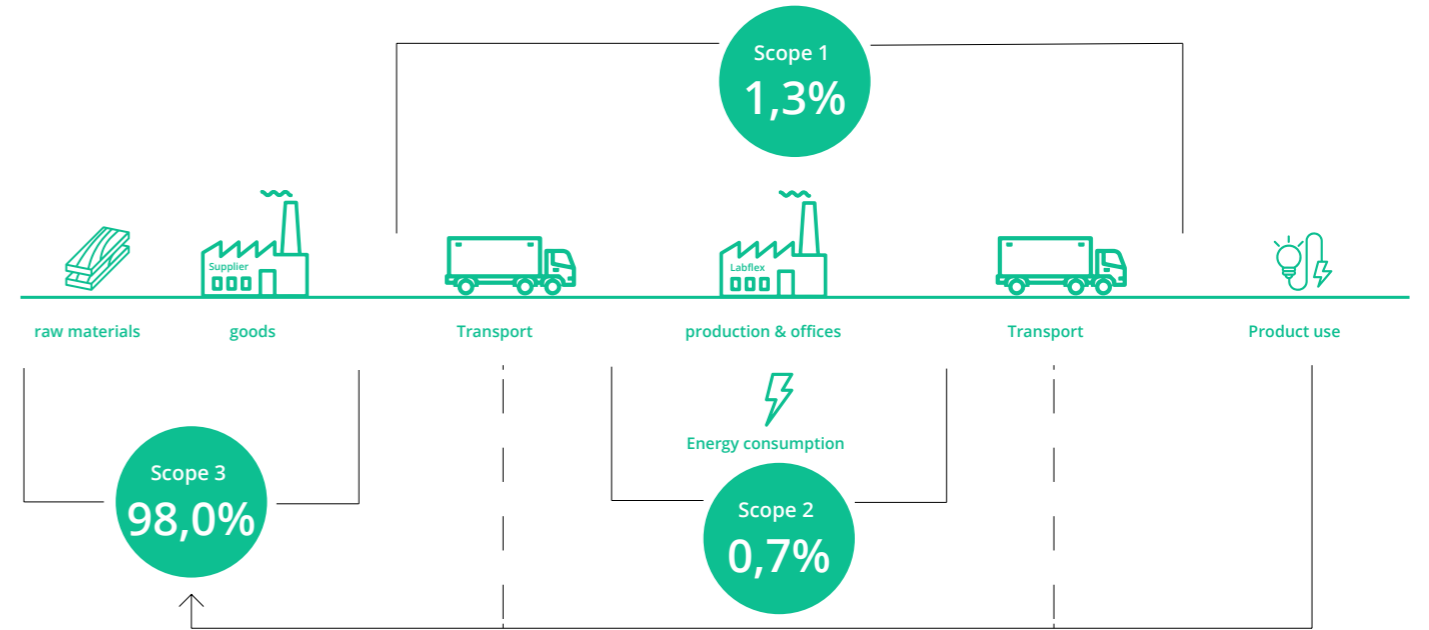 Scope 1
1,3%
Supplier
Labflex
raw materials
goods
Transport
production & offices
Transport
Product use
Energy consumption
Scope 3
98,0%
Scope 2
0,7%